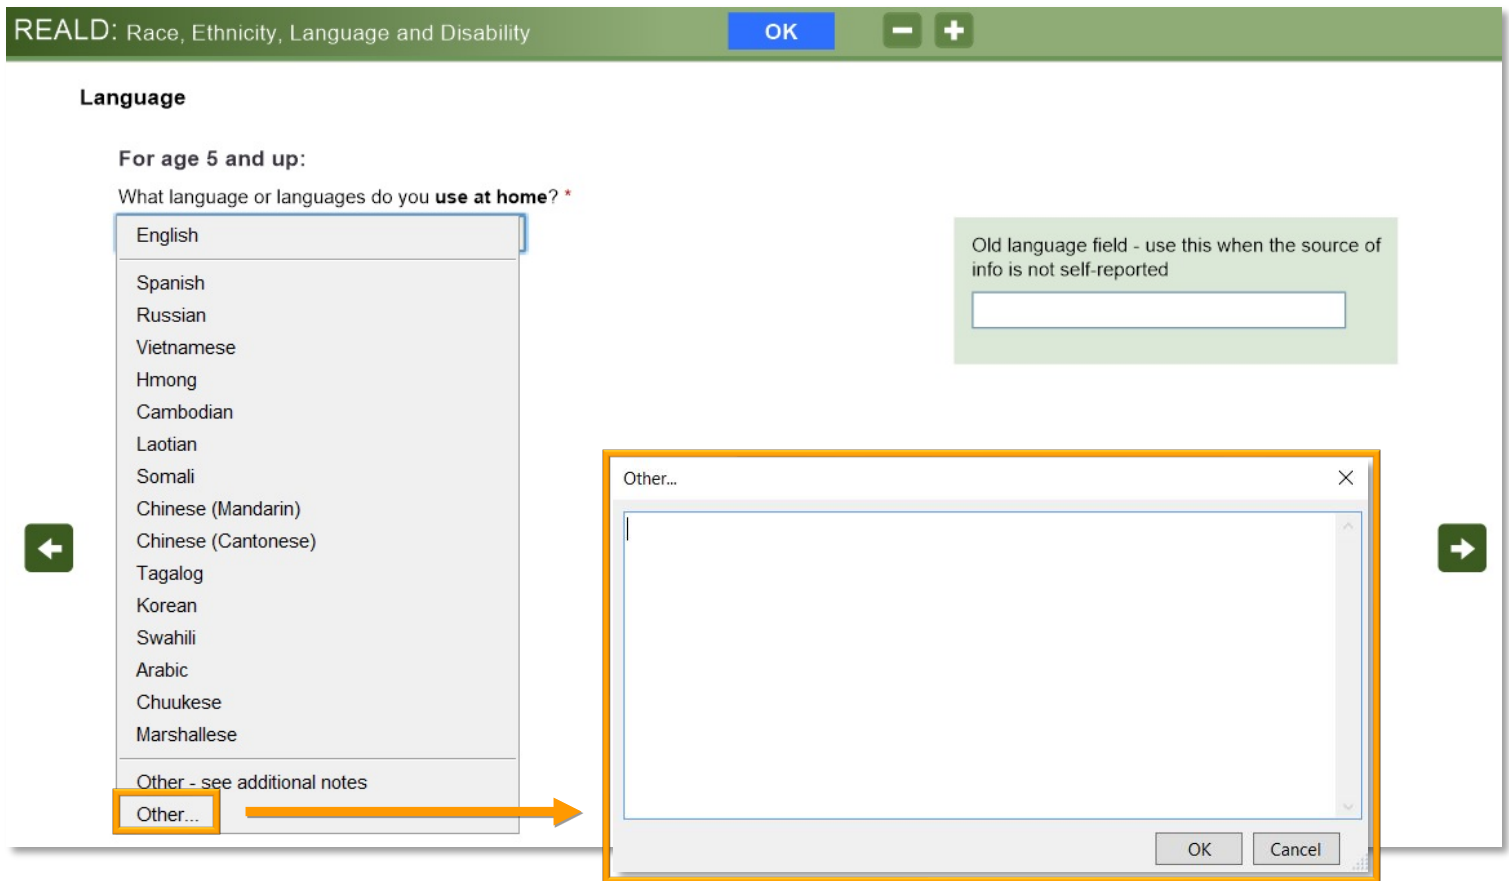 REALD: Race, Ethnicity, Language and Disability
OK
Language
For age 5 and up:
What language or languages do you use at home? *
English
Spanish
Russian
Vietnamese
Hmong
Cambodian
Laotian
Somali
Chinese (Mandarin)
Chinese (Cantonese)
Tagalog
Korean
Swahili
Arabic
Chuukese
Marshallese
Other - see additional notes
Other...
Old language field - use this when the source of
info is not self-reported
Other...
OK
Cancel